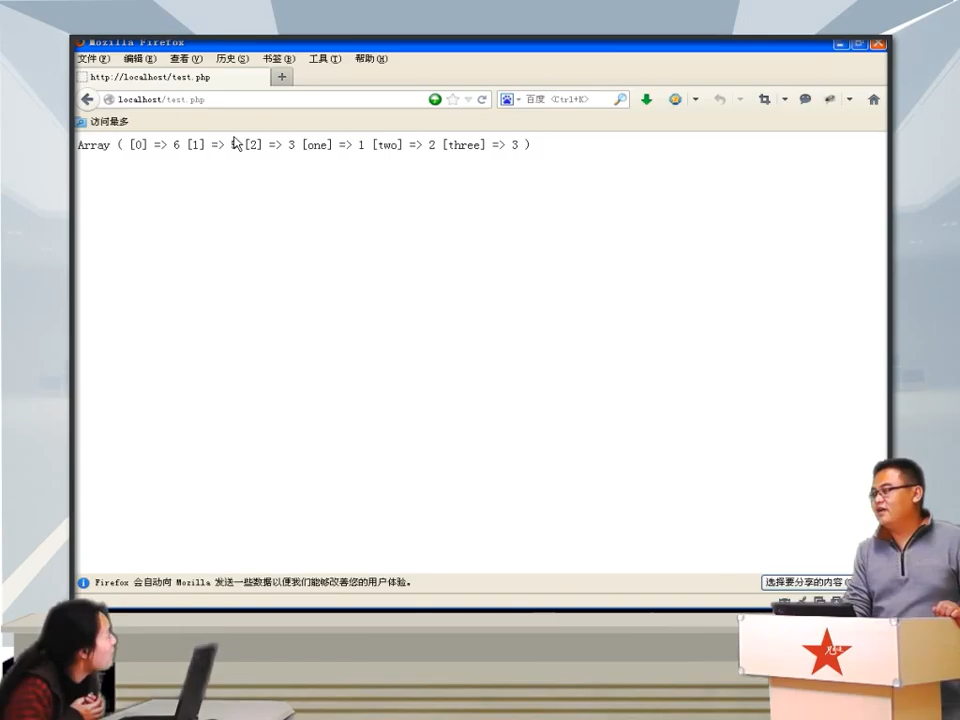 Mozilla Firefox
文件(F) 编辑(E) 查看(V) 历史(S) 书签(B) 工具(T) 帮助(H)
http://localhost/test.php
localhost/test.php 百度 <Ctrl+K>
访问最多
Array ( [0] => 6 [1] => [2] => 3 [one] => 1 [two] => 2 [three] => 3 )
Firefox 会自动向 Mozilla 发送一些数据以便我们能够改善您的用户体验。 选择要分享的内容(